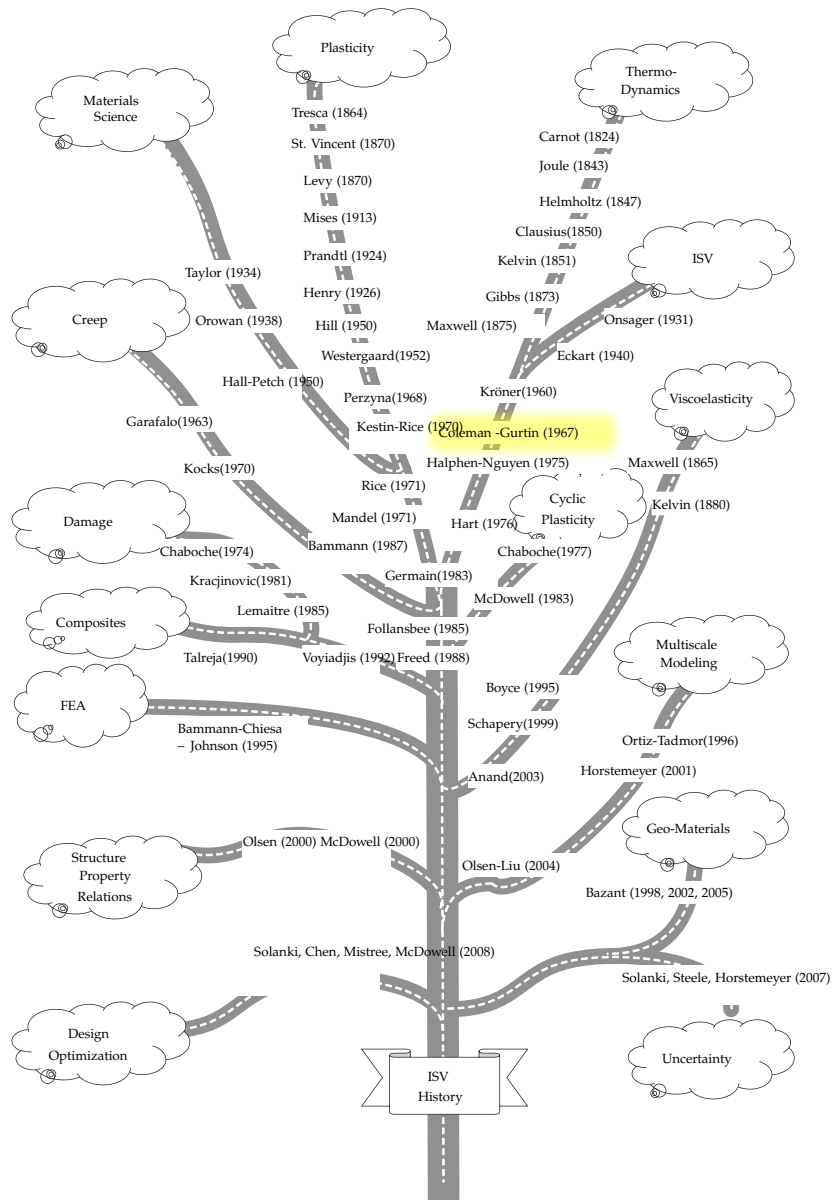 Plasticity
Thermo-
Dynamics
Materials
Science
Tresca (1864)
Carnot (1824)
St. Vincent (1870)
Joule (1843)
Levy (1870)
Helmholtz (1847)
Mises (1913)
Clausius(1850)
Prandtl (1924)
Kelvin (1851)
ISV
Taylor (1934)
Henry (1926)
Gibbs (1873)
Creep
Orowan (1938)
Hill (1950)
Maxwell (1875)
Onsager (1931)
Westergaard(1952)
Eckart (1940)
Hall-Petch (1950)
Perzyna(1968)
Kröner(1960)
Viscoelasticity
Garafalo(1963)
Kestin-Rice (1970)
Coleman -Gurtin (1967)
Kocks(1970)
Halphen-Nguyen (1975)
Maxwell (1865)
Rice (1971)
Cyclic
Plasticity
Kelvin (1880)
Damage
Mandel (1971)
Hart (1976)
Chaboche(1974)
Bammann (1987)
Chaboche(1977)
Kracjinovic(1981)
Germain(1983)
Lemaitre (1985)
McDowell (1983)
Composites
Follansbee (1985)
Talreja(1990)
Voyiadjis (1992)
Freed (1988)
Multiscale
Modeling
FEA
Boyce (1995)
Bammann-Chiesa
– Johnson (1995)
Schapery(1999)
Ortiz-Tadmor(1996)
Anand(2003)
Horstemeyer (2001)
Geo-Materials
Olsen (2000) McDowell (2000)
Structure
Property
Relations
Olsen-Liu (2004)
Bazant (1998, 2002, 2005)
Solanki, Chen, Mistree, McDowell (2008)
Solanki, Steele, Horstemeyer (2007)
Design
Optimization
Uncertainty
ISV
History